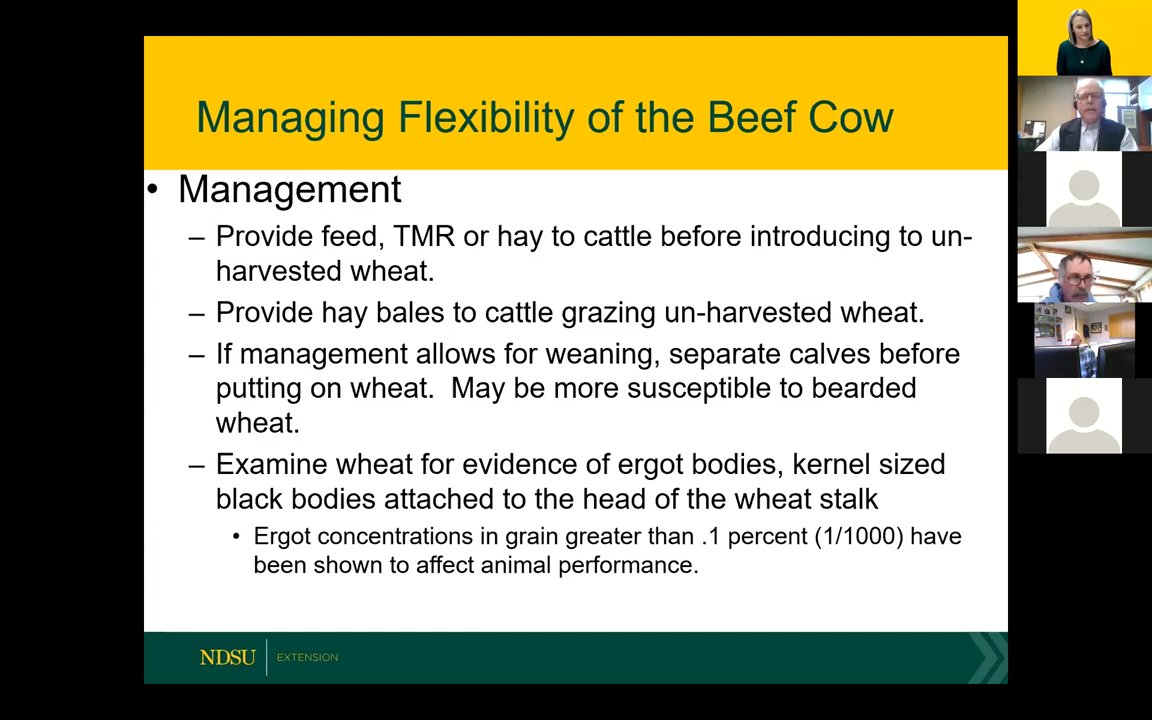 Managing Flexibility of the Beef Cow
• Management
– Provide feed, TMR or hay to cattle before introducing to un-
harvested wheat.
– Provide hay bales to cattle grazing un-harvested wheat.
– If management allows for weaning, separate calves before
putting on wheat.  May be more susceptible to bearded
wheat.
– Examine wheat for evidence of ergot bodies, kernel sized
black bodies attached to the head of the wheat stalk
• Ergot concentrations in grain greater than .1 percent (1/1000) have
been shown to affect animal performance.
NDSU EXTENSION